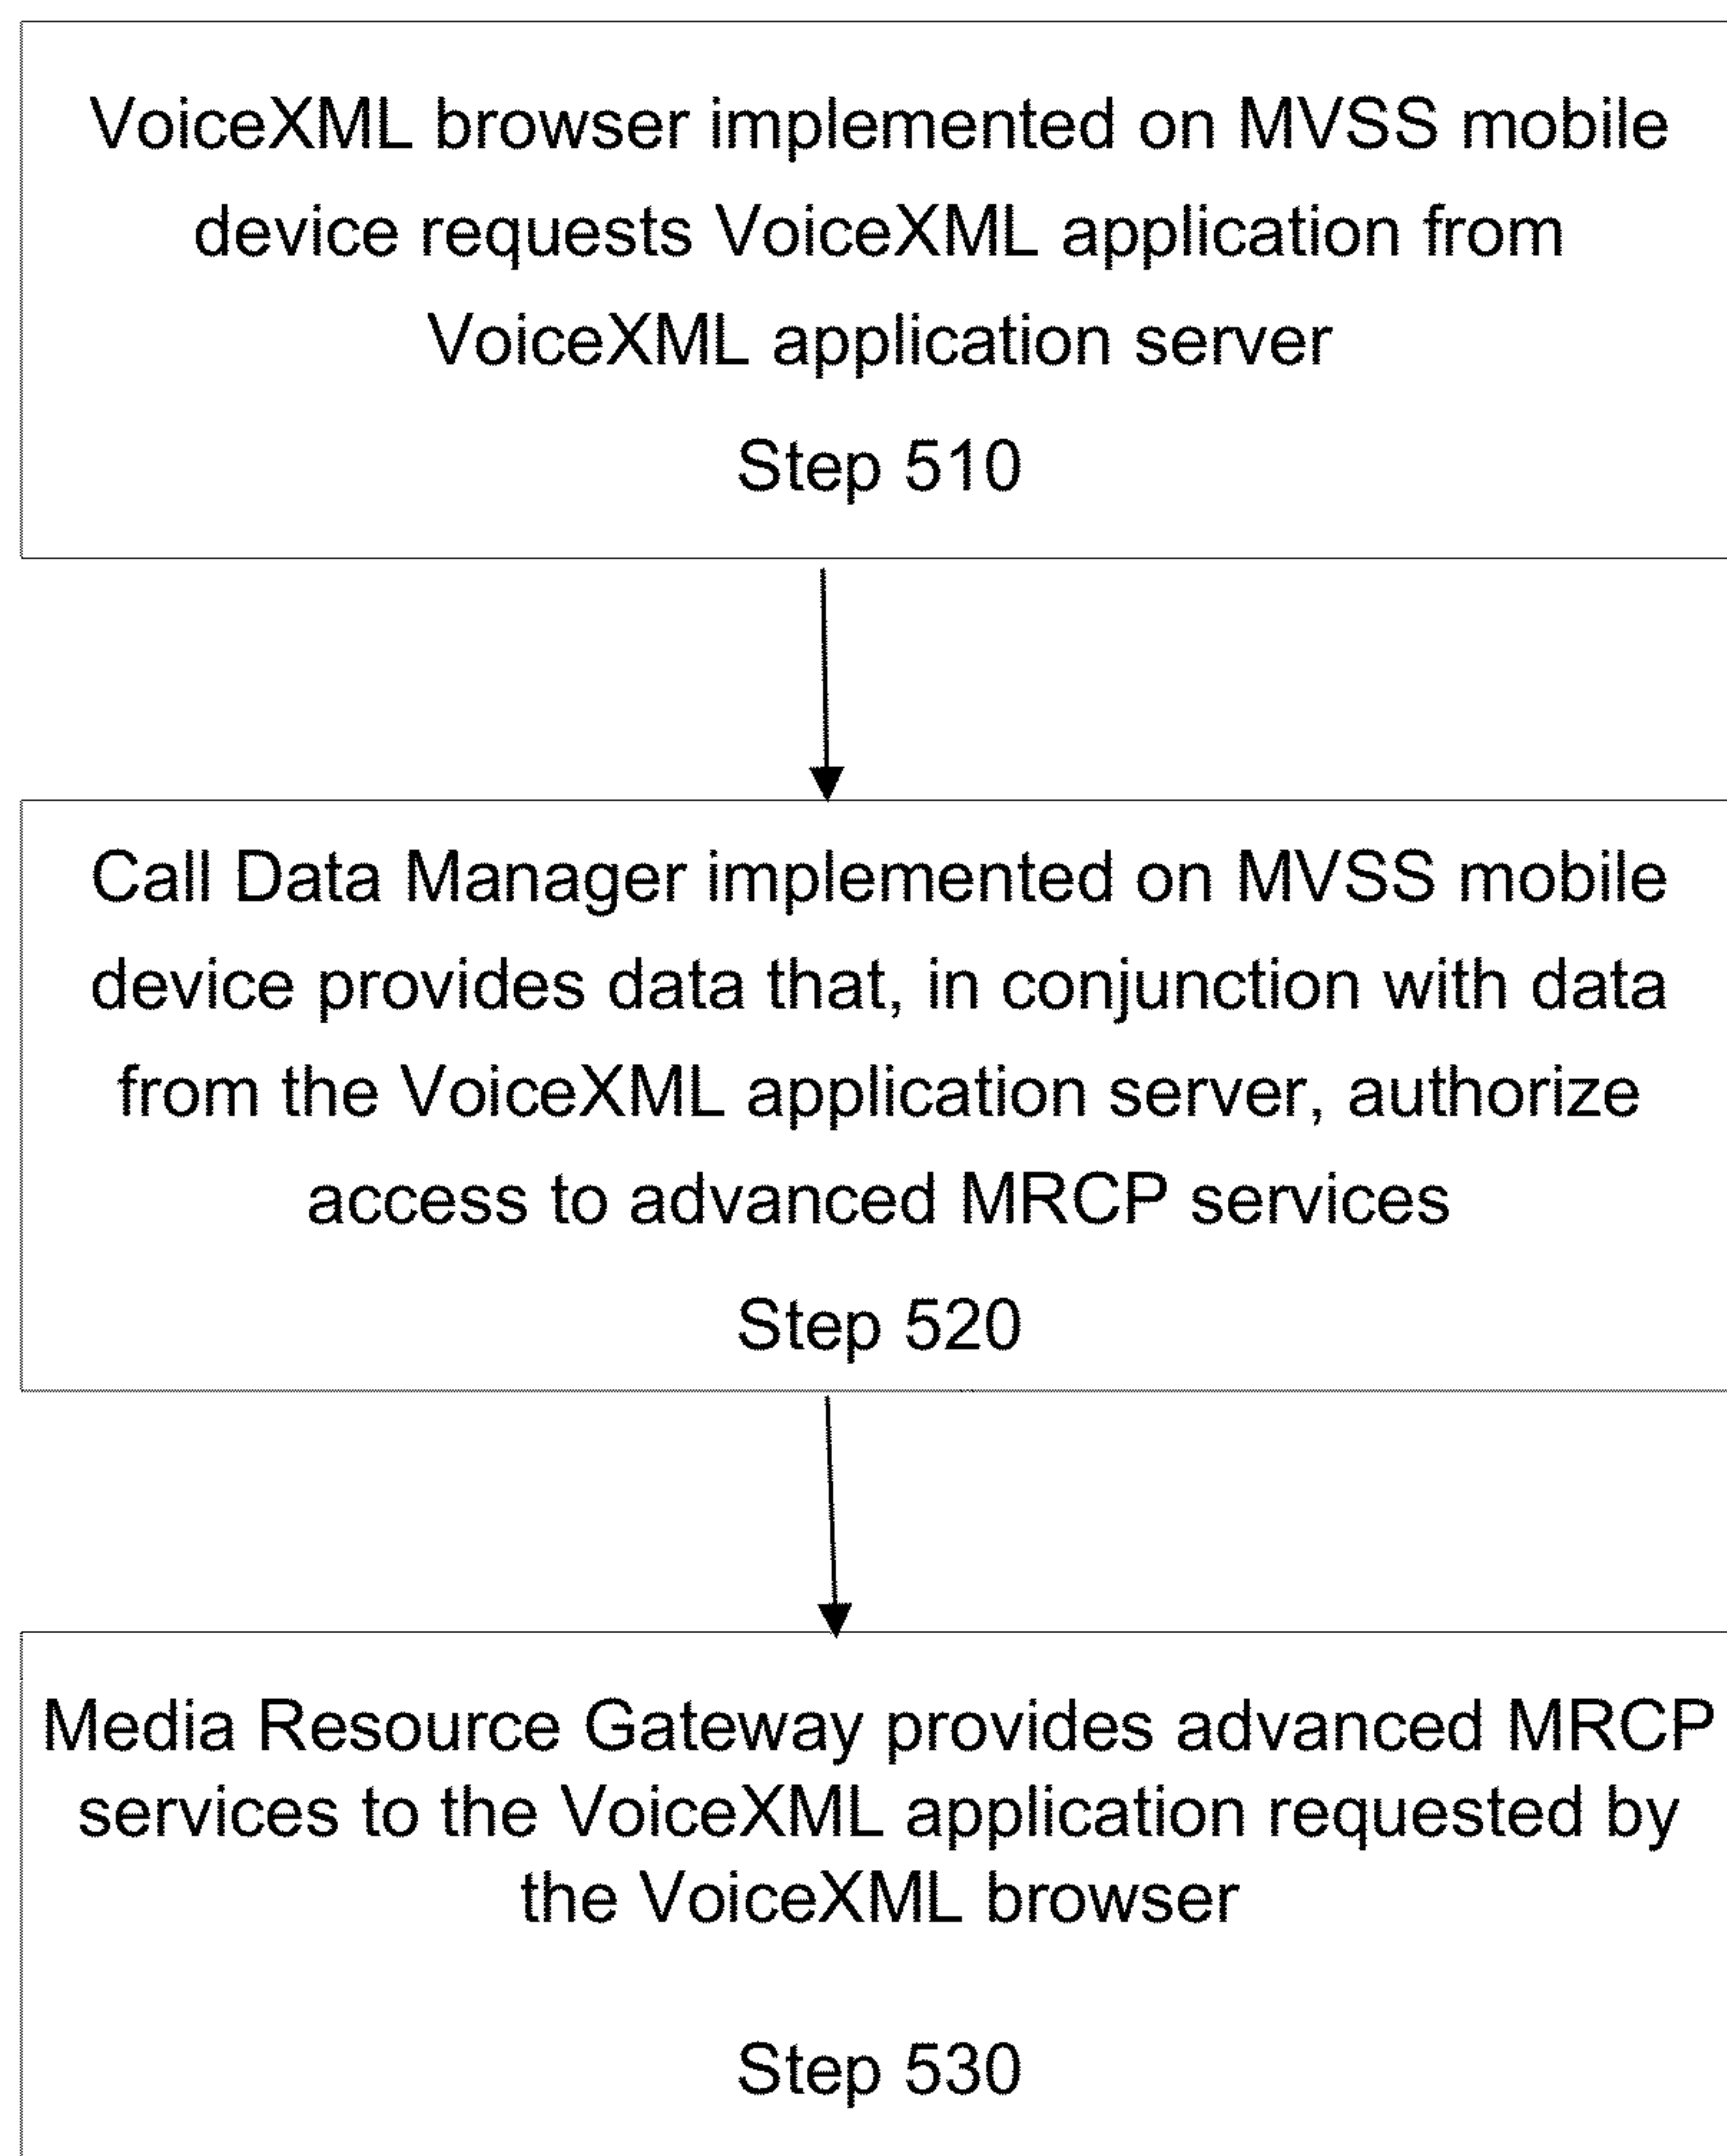 VoiceXML browser implemented on MVSS mobile
device requests VoiceXML application from
VoiceXML application server
Step 510
Call Data Manager implemented on MVSS mobile
device provides data that, in conjunction with data
from the VoiceXML application server, authorize
access to advanced MRCP services
Step 520
Media Resource Gateway provides advanced MRCP
services to the VoiceXML application requested by
the VoiceXML browser
Step 530